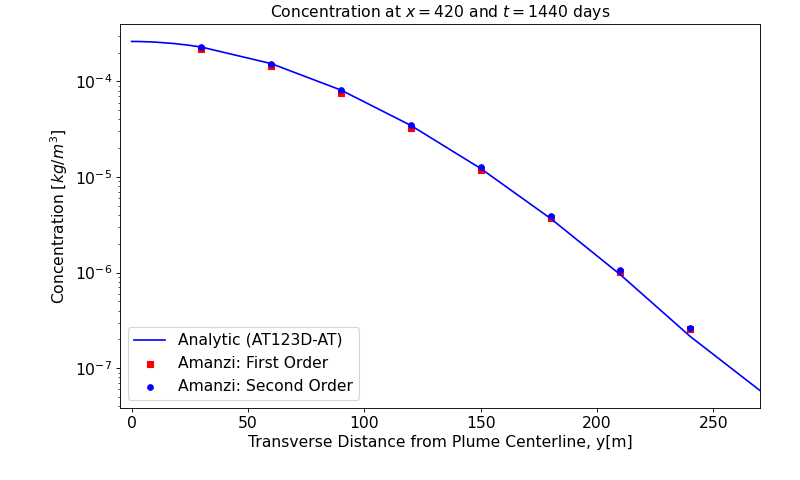 Concentration at x = 420 and t = 1440 days
10⁻⁴
10⁻⁵
10⁻⁶
10⁻⁷
Concentration [kg/m³]
Analytic (AT123D-AT)
Amanzi: First Order
Amanzi: Second Order
0 50 100 150 200 250
Transverse Distance from Plume Centerline, y[m]